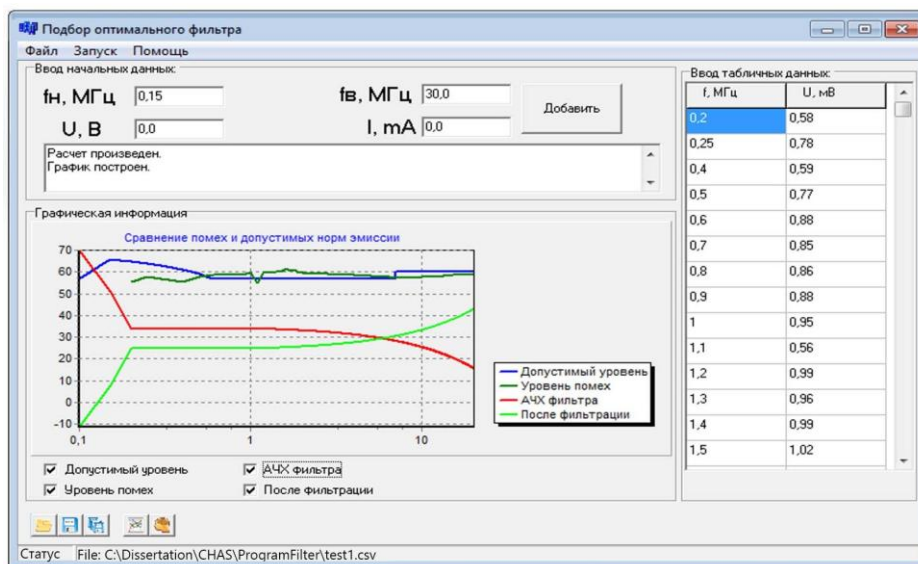 Подбор оптимального фильтра
Файл Запуск Помощь
Ввод начальных данных:
fн, МГц 0,15 fв, МГц 30,0 Добавить
U, В 0,0 I, mA 0,0
Расчет произведен.
График построен.
Графическая информация
Сравнение помех и допустимых норм эмиссии
70
60
50
40
30
20
10
0
-10
0,1 1 10
Допустимый уровень
Уровень помех
АЧХ фильтра
После фильтрации
Допустимый уровень АЧХ фильтра
Уровень помех После фильтрации
Ввод табличных данных:
f, МГц U, мВ
0,2 0,58
0,25 0,78
0,4 0,59
0,5 0,77
0,6 0,88
0,7 0,85
0,8 0,86
0,9 0,88
1 0,95
1,1 0,56
1,2 0,99
1,3 0,96
1,4 0,99
1,5 1,02
Статус File: C:\Dissertation\CHAS\ProgramFilter\test1.csv